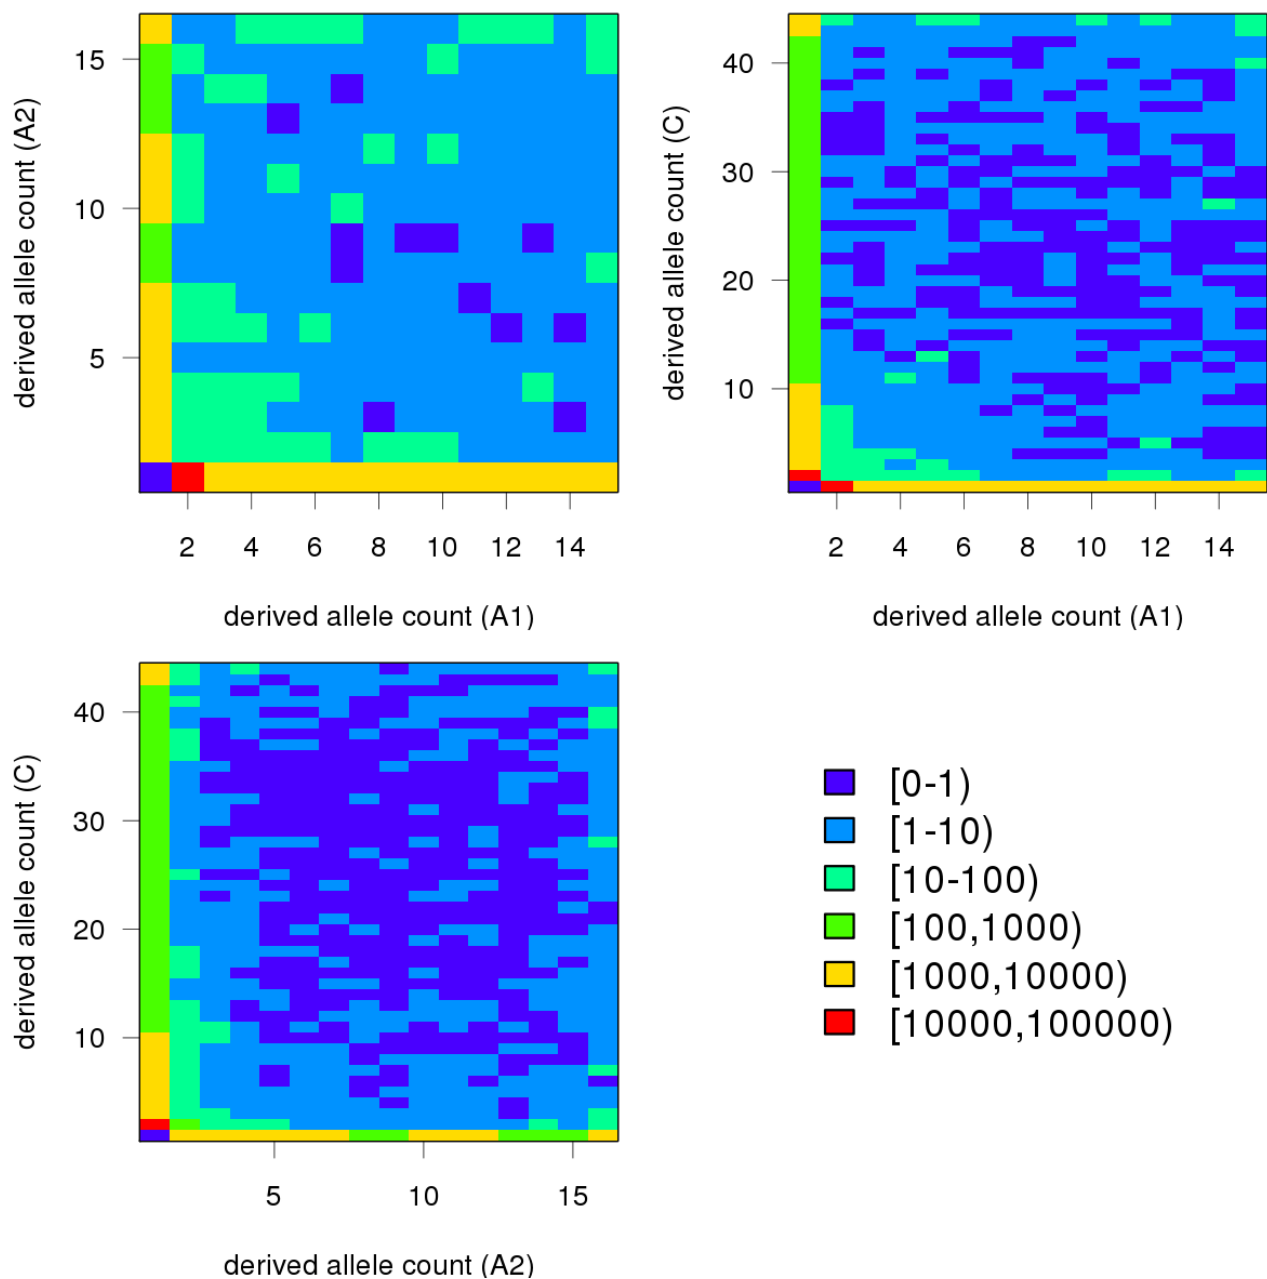 derived allele count (A2)
15
10
5
2 4 6 8 10 12 14
derived allele count (A1)
derived allele count (C)
40
30
20
10
2 4 6 8 10 12 14
derived allele count (A1)
derived allele count (C)
40
30
20
10
5 10 15
derived allele count (A2)
[0-1)
[1-10)
[10-100)
[100,1000)
[1000,10000)
[10000,100000)